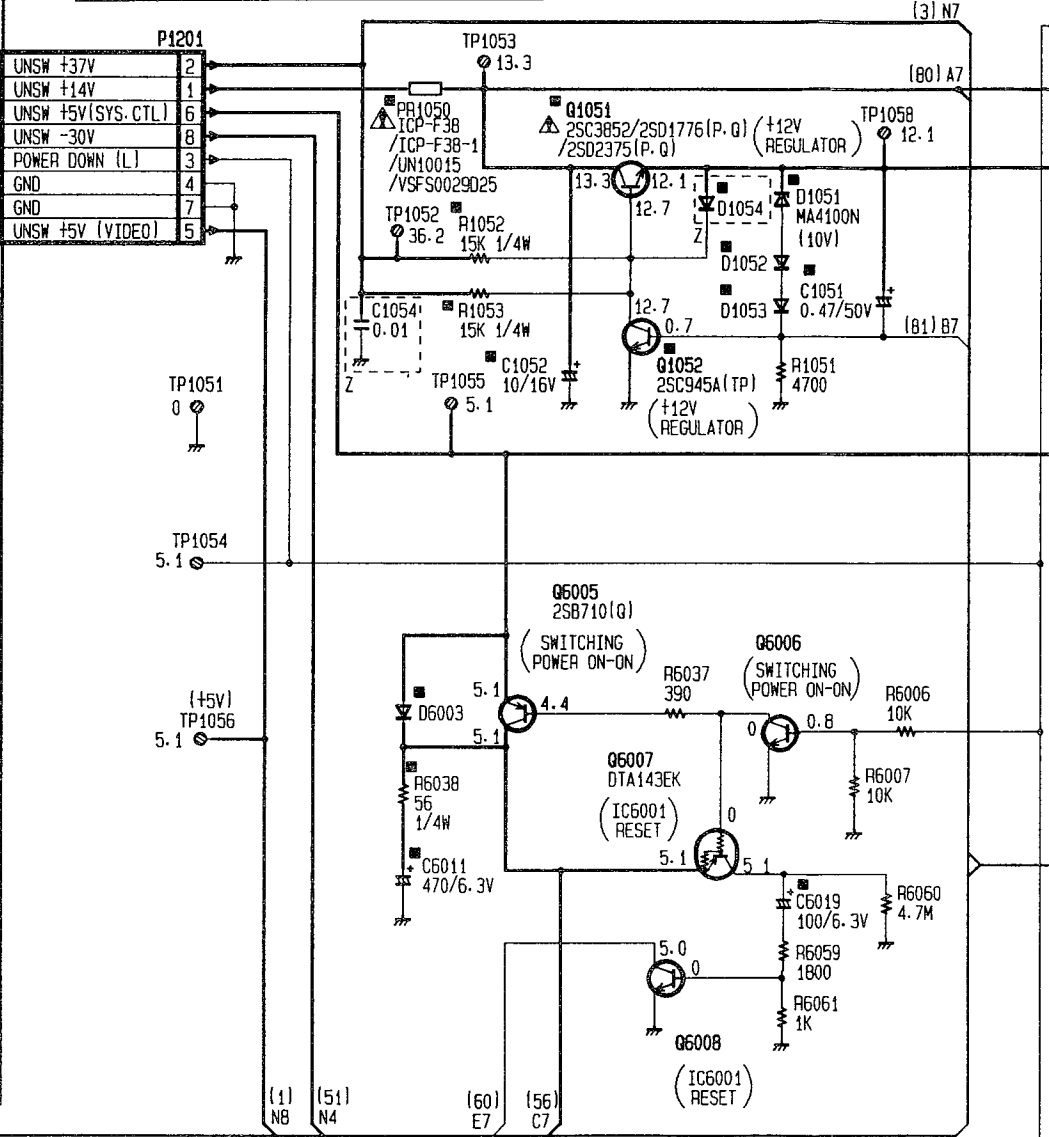 (3) N7
P1201
UNSW +37V 2
UNSW +14V 1
UNSW +5V(SYS.CTL) 6
UNSW -30V 8
POWER DOWN (L) 3
GND 4
GND 7
UNSW +5V (VIDEO) 5
TP1053
13.3
(80) A7
PR1050
ICP-F38
/ICP-F38-1
/UN10015
/VSFS0029D25
Q1051
2SC3852/2SD1776(P.Q)
/2SD2375(P.Q)
(+12V
REGULATOR)
TP1058
12.1
13.3
12.1
12.7
D1054
Z
D1051
MA4100N
(10V)
TP1052
36.2
R1052
15K 1/4W
D1052
D1053
C1051
0.47/50V
C1054
0.01
Z
R1053
15K 1/4W
12.7
0.7
(81) B7
C1052
10/16V
Q1052
2SC945A(TP)
(+12V
REGULATOR)
R1051
4700
TP1051
0
TP1055
5.1
TP1054
5.1
Q6005
2SB710(Q)
(SWITCHING
POWER ON-ON)
Q6006
(SWITCHING
POWER ON-ON)
R6037
390
R6006
10K
(+5V)
TP1056
5.1
D6003
5.1
4.4
5.1
0
0.8
R6007
10K
Q6007
DTA143EK
(IC6001
RESET)
R6038
56
1/4W
0
5.1
5.1
C6011
470/6.3V
C6019
100/6.3V
R6060
4.7M
5.0
0
R6059
1800
R6061
1K
Q6008
(IC6001
RESET)
(1)
N8
(51)
N4
(60)
E7
(56)
C7